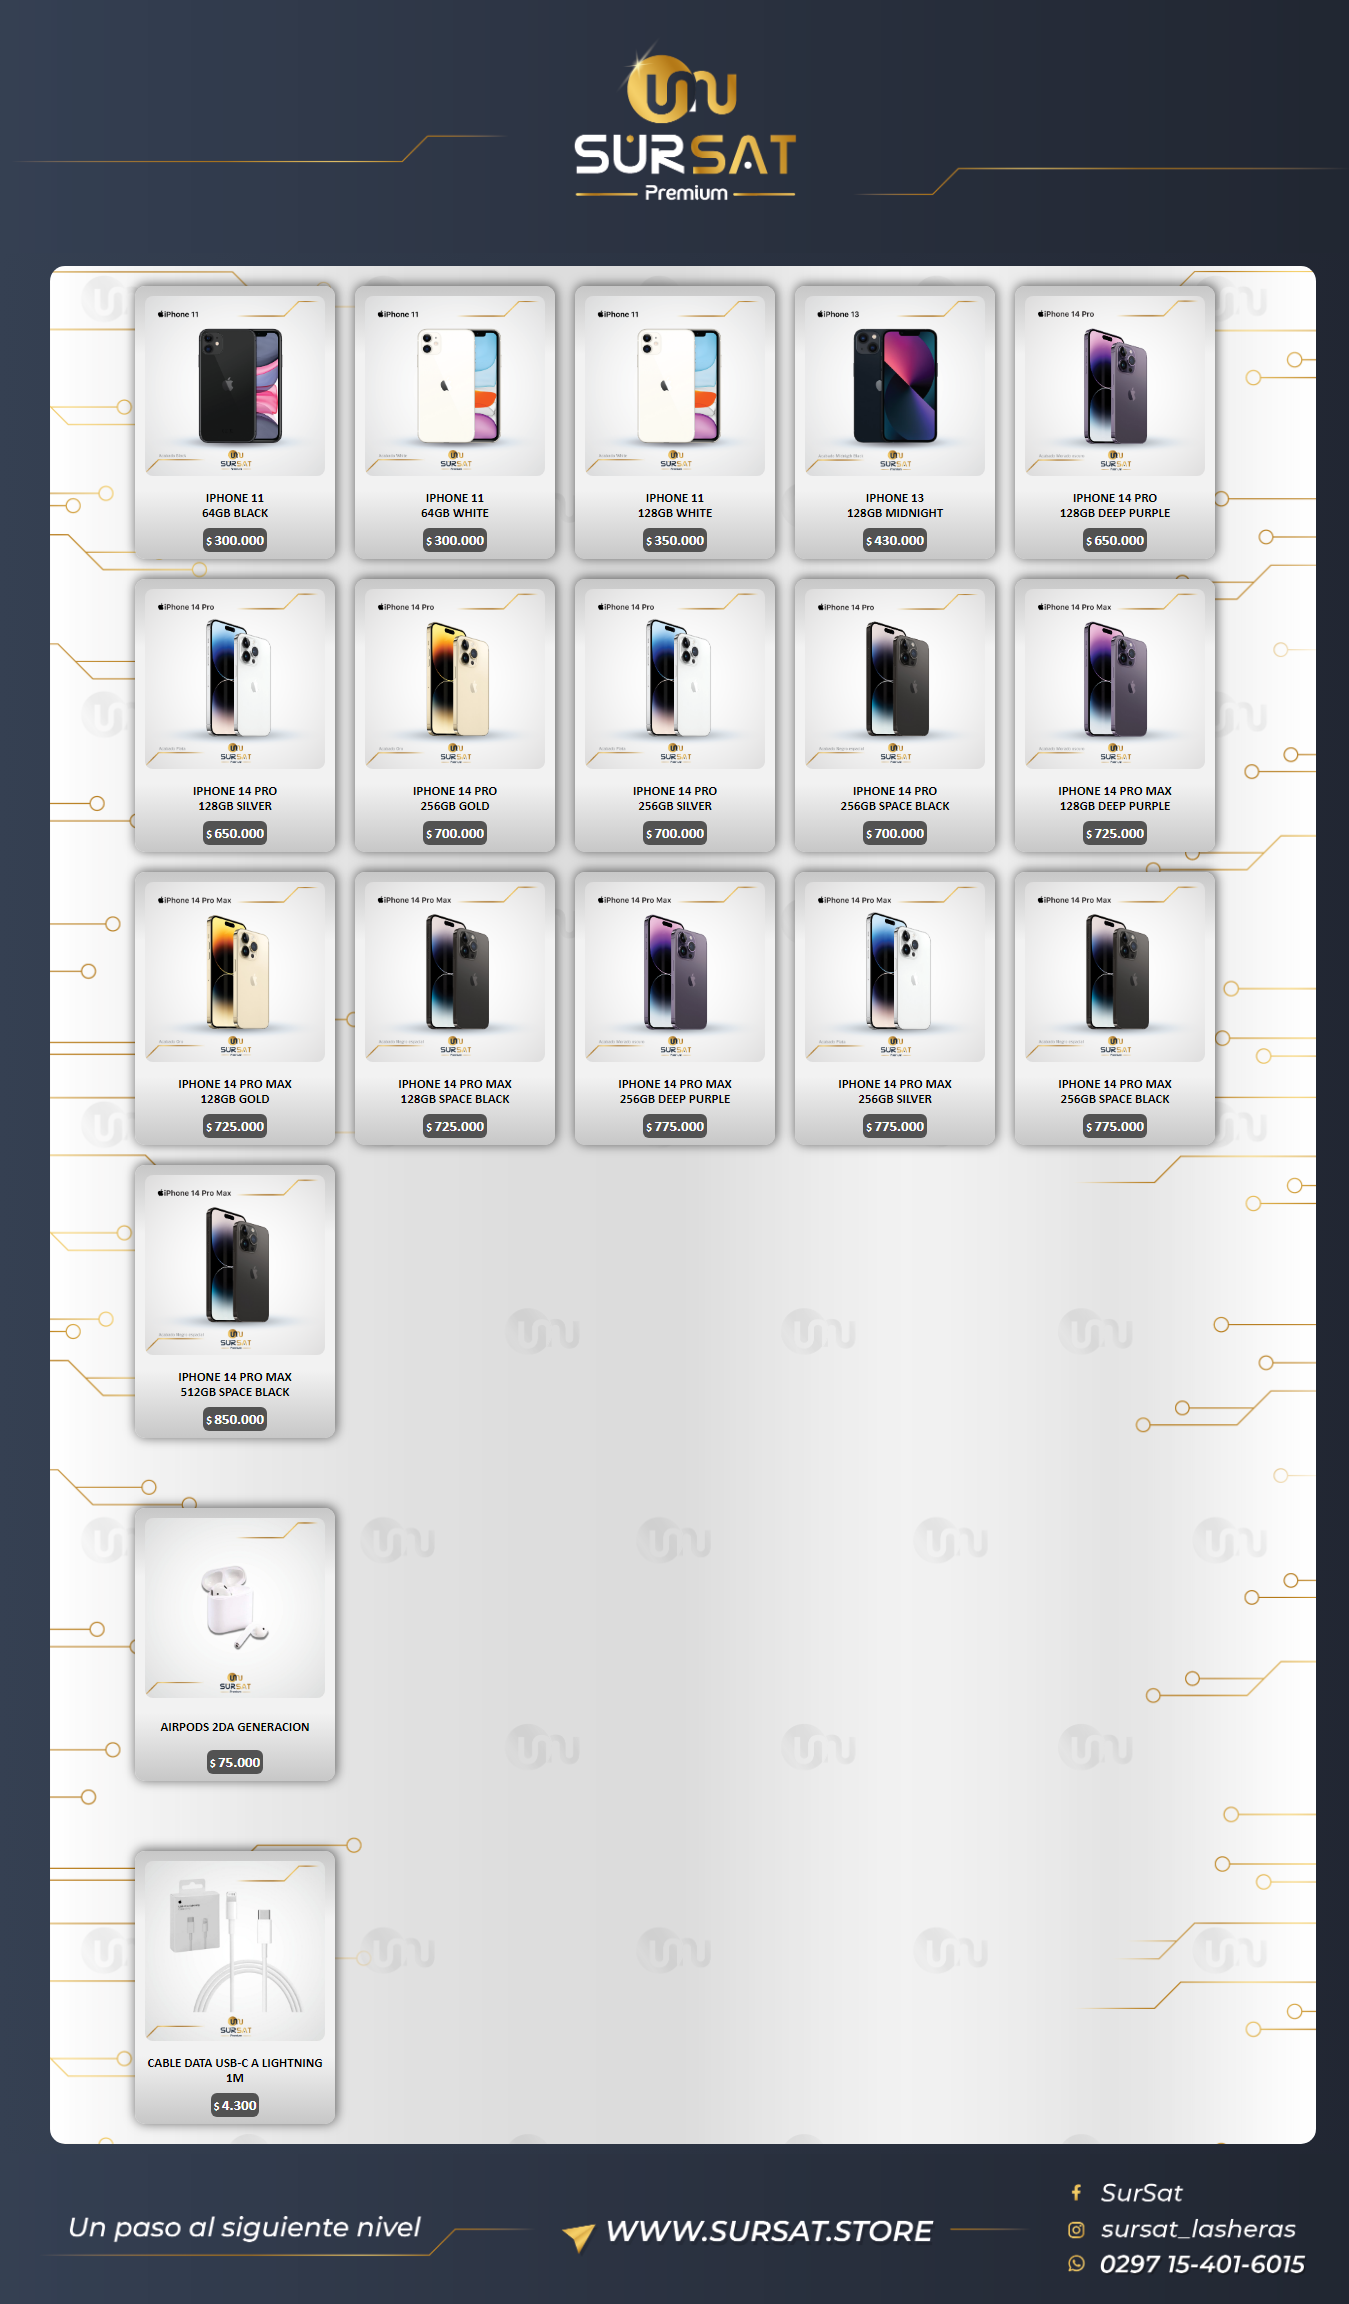 SURSAT
Premium
iPhone 11
IPHONE 11
64GB BLACK
$ 300.000
iPhone 11
IPHONE 11
64GB WHITE
$ 300.000
iPhone 11
IPHONE 11
128GB WHITE
$ 350.000
iPhone 13
IPHONE 13
128GB MIDNIGHT
$ 430.000
iPhone 14 Pro
IPHONE 14 PRO
128GB DEEP PURPLE
$ 650.000
iPhone 14 Pro
SURSAT
IPHONE 14 PRO
128GB SILVER
$ 650.000
iPhone 14 Pro
SURSAT
IPHONE 14 PRO
256GB GOLD
$ 700.000
iPhone 14 Pro
SURSAT
IPHONE 14 PRO
256GB SILVER
$ 700.000
iPhone 14 Pro
SURSAT
IPHONE 14 PRO
256GB SPACE BLACK
$ 700.000
iPhone 14 Pro Max
SURSAT
IPHONE 14 PRO MAX
128GB DEEP PURPLE
$ 725.000
iPhone 14 Pro Max
SURSAT
IPHONE 14 PRO MAX
128GB GOLD
$ 725.000
iPhone 14 Pro Max
SURSAT
IPHONE 14 PRO MAX
128GB SPACE BLACK
$ 725.000
iPhone 14 Pro Max
SURSAT
IPHONE 14 PRO MAX
256GB DEEP PURPLE
$ 775.000
iPhone 14 Pro Max
SURSAT
IPHONE 14 PRO MAX
256GB SILVER
$ 775.000
iPhone 14 Pro Max
SURSAT
IPHONE 14 PRO MAX
256GB SPACE BLACK
$ 775.000
iPhone 14 Pro Max
SURSAT
IPHONE 14 PRO MAX
512GB SPACE BLACK
$ 850.000
SURSAT
AIRPODS 2DA GENERACION
$ 75.000
SURSAT
CABLE DATA USB-C A LIGHTNING
1M
$ 4.300
Un paso al siguiente nivel
WWW.SURSAT.STORE
SurSat
sursat_lasheras
0297 15-401-6015